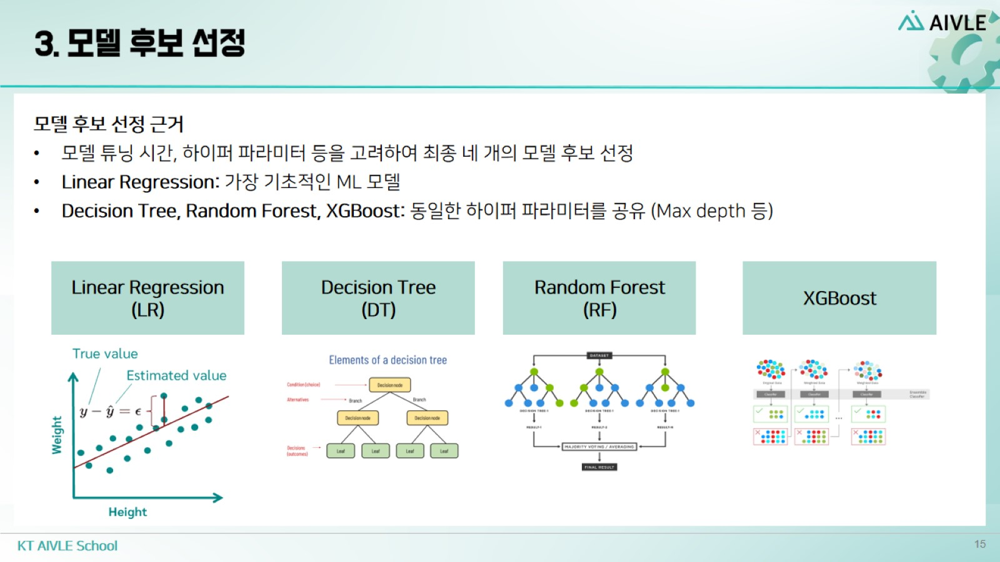 3. 모델 후보 선정
AIVLE
모델 후보 선정 근거
• 모델 튜닝 시간, 하이퍼 파라미터 등을 고려하여 최종 네 개의 모델 후보 선정
• Linear Regression: 가장 기초적인 ML 모델
• Decision Tree, Random Forest, XGBoost: 동일한 하이퍼 파라미터를 공유 (Max depth 등)
Linear Regression
(LR)
True value
Estimated value
y − ŷ = ϵ
Weight
Height
Decision Tree
(DT)
Elements of a decision tree
Condition (choice)
Decision node
Alternatives
Branch
Branch
Decision node
Decision node
Decisions
(outcomes)
Leaf
Leaf
Leaf
Leaf
Random Forest
(RF)
DATASET
DECISION TREE-1
DECISION TREE-1
DECISION TREE-1
RESULT-1
RESULT-2
RESULT-N
MAJORITY VOTING / AVERAGING
FINAL RESULT
XGBoost
Original Data
Weighted Data
Weighted Data
Classifier
Classifier
Classifier
Ensemble
Classifier
...
KT AIVLE School
15